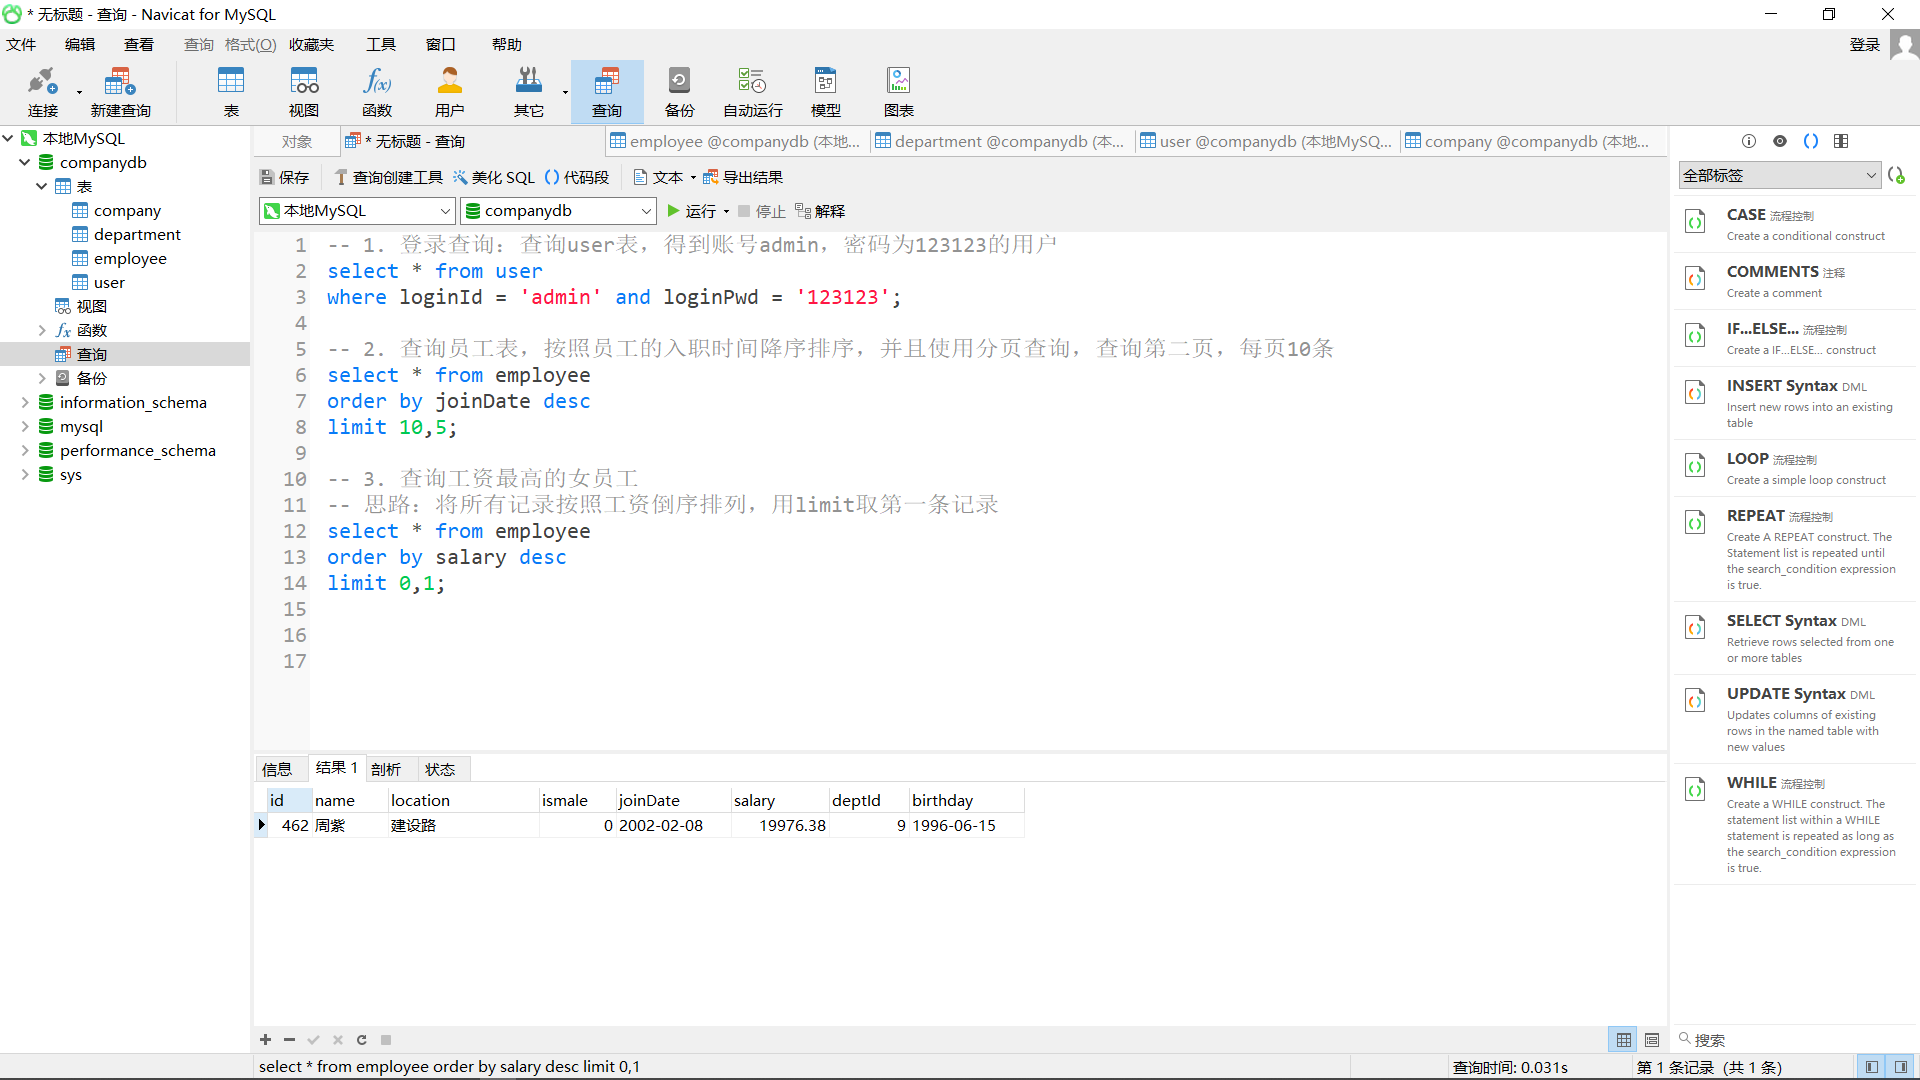 * 无标题 - 查询 - Navicat for MySQL
文件 编辑 查看 查询 格式(O) 收藏夹 工具 窗口 帮助 登录
连接 新建查询 表 视图 函数 用户 其它 查询 备份 自动运行 模型 图表
本地MySQL
companydb
表
company
department
employee
user
视图
函数
查询
备份
information_schema
mysql
performance_schema
sys
对象 * 无标题 - 查询 employee @companydb (本地... department @companydb (本... user @companydb (本地MySQ... company @companydb (本地...
保存 查询创建工具 美化 SQL 代码段 文本 导出结果
本地MySQL companydb 运行 停止 解释
1 -- 1. 登录查询：查询user表，得到账号admin，密码为123123的用户
2 select * from user
3 where loginId = 'admin' and loginPwd = '123123';
4
5 -- 2. 查询员工表，按照员工的入职时间降序排序，并且使用分页查询，查询第二页，每页10条
6 select * from employee
7 order by joinDate desc
8 limit 10,5;
9
10 -- 3. 查询工资最高的女员工
11 -- 思路：将所有记录按照工资倒序排列，用limit取第一条记录
12 select * from employee
13 order by salary desc
14 limit 0,1;
15
16
17
信息 结果 1 剖析 状态
id name location ismale joinDate salary deptId birthday
462 周紫 建设路 0 2002-02-08 19976.38 9 1996-06-15
select * from employee order by salary desc limit 0,1 查询时间: 0.031s 第 1 条记录 (共 1 条)
全部标签
CASE 流程控制
Create a conditional construct
COMMENTS 注释
Create a comment
IF...ELSE... 流程控制
Create a IF...ELSE... construct
INSERT Syntax DML
Insert new rows into an existing
table
LOOP 流程控制
Create a simple loop construct
REPEAT 流程控制
Create A REPEAT construct. The
Statement list is repeated until
the search_condition expression
is true.
SELECT Syntax DML
Retrieve rows selected from one
or more tables
UPDATE Syntax DML
Updates columns of existing
rows in the named table with
new values
WHILE 流程控制
Create a WHILE construct. The
statement list within a WHILE
statement is repeated as long as
the search_condition expression
is true.
搜索